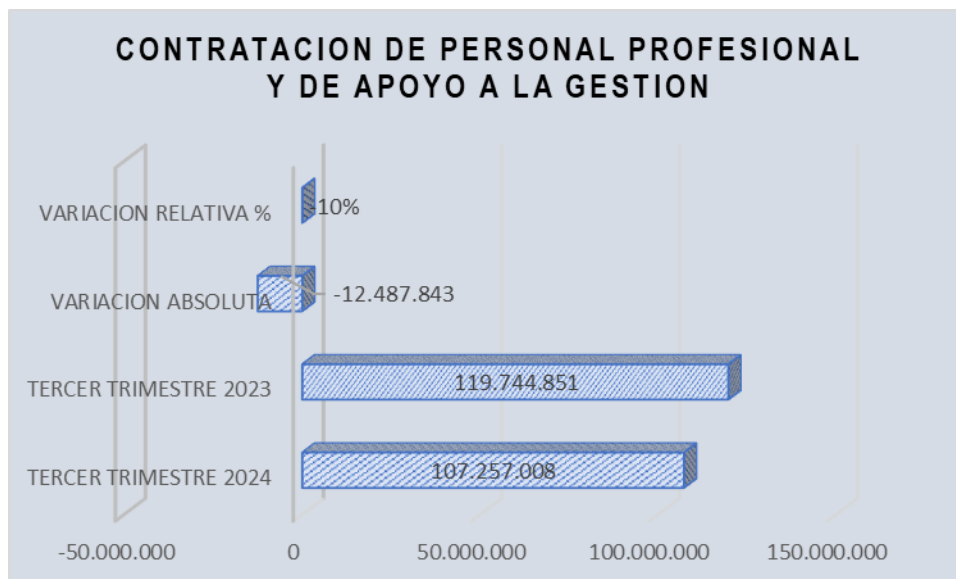 CONTRATACION DE PERSONAL PROFESIONAL
Y DE APOYO A LA GESTION
VARIACION RELATIVA %
-10%
VARIACION ABSOLUTA
-12.487.843
TERCER TRIMESTRE 2023
119.744.851
TERCER TRIMESTRE 2024
107.257.008
-50.000.000
0
50.000.000
100.000.000
150.000.000